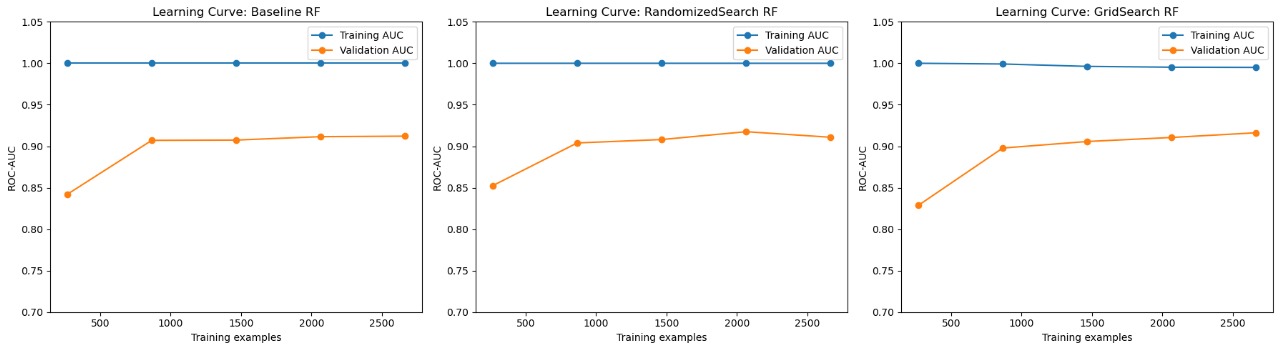 Learning Curve: Baseline RF
1.05
1.00
0.95
0.90
0.85
0.80
0.75
0.70
ROC-AUC
500
1000
1500
2000
2500
Training examples
Training AUC
Validation AUC
Learning Curve: RandomizedSearch RF
1.05
1.00
0.95
0.90
0.85
0.80
0.75
0.70
ROC-AUC
500
1000
1500
2000
2500
Training examples
Training AUC
Validation AUC
Learning Curve: GridSearch RF
1.05
1.00
0.95
0.90
0.85
0.80
0.75
0.70
ROC-AUC
500
1000
1500
2000
2500
Training examples
Training AUC
Validation AUC